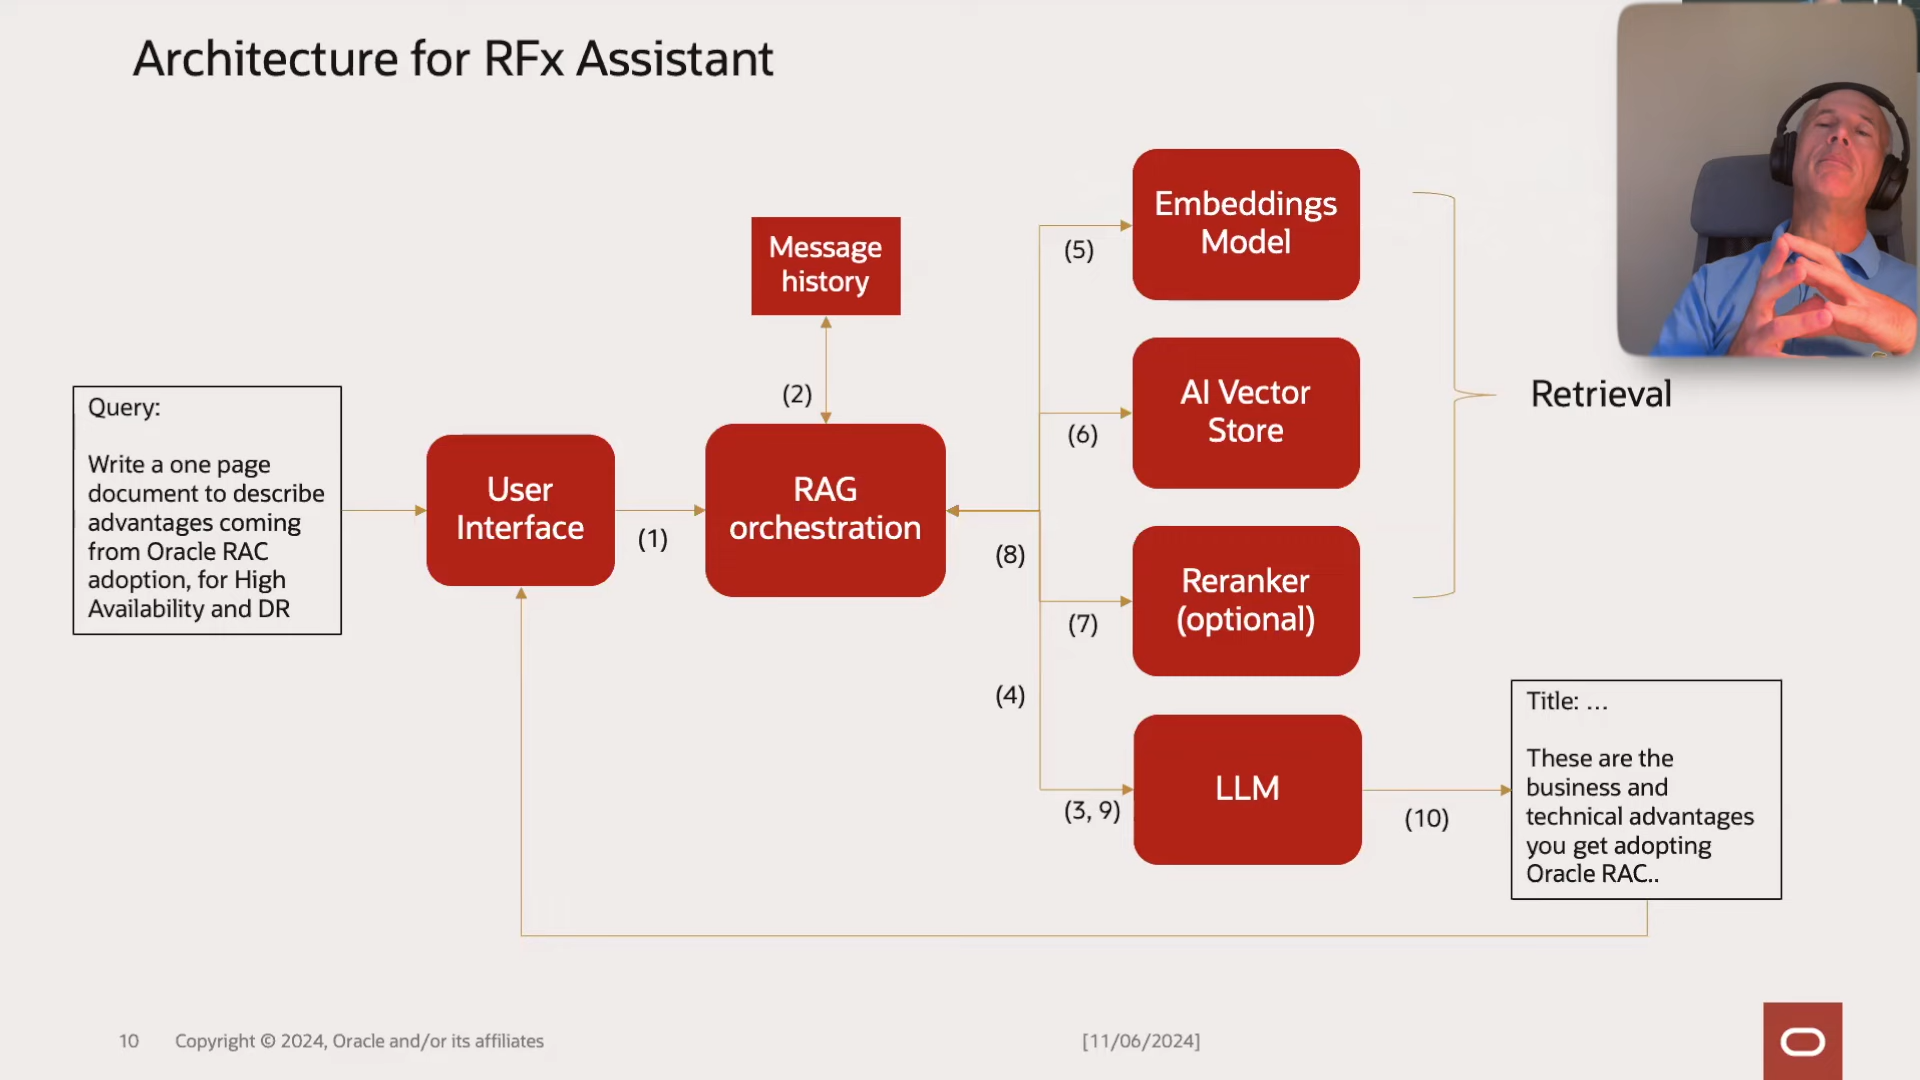 Architecture for RFx Assistant
Query:
Write a one page
document to describe
advantages coming
from Oracle RAC
adoption, for High
Availability and DR
User
Interface
(1)
Message
history
(2)
RAG
orchestration
(8)
(4)
(5)
Embeddings
Model
(6)
AI Vector
Store
(7)
Reranker
(optional)
Retrieval
(3, 9)
LLM
(10)
Title: ...
These are the
business and
technical advantages
you get adopting
Oracle RAC..
10
Copyright © 2024, Oracle and/or its affiliates
[11/06/2024]